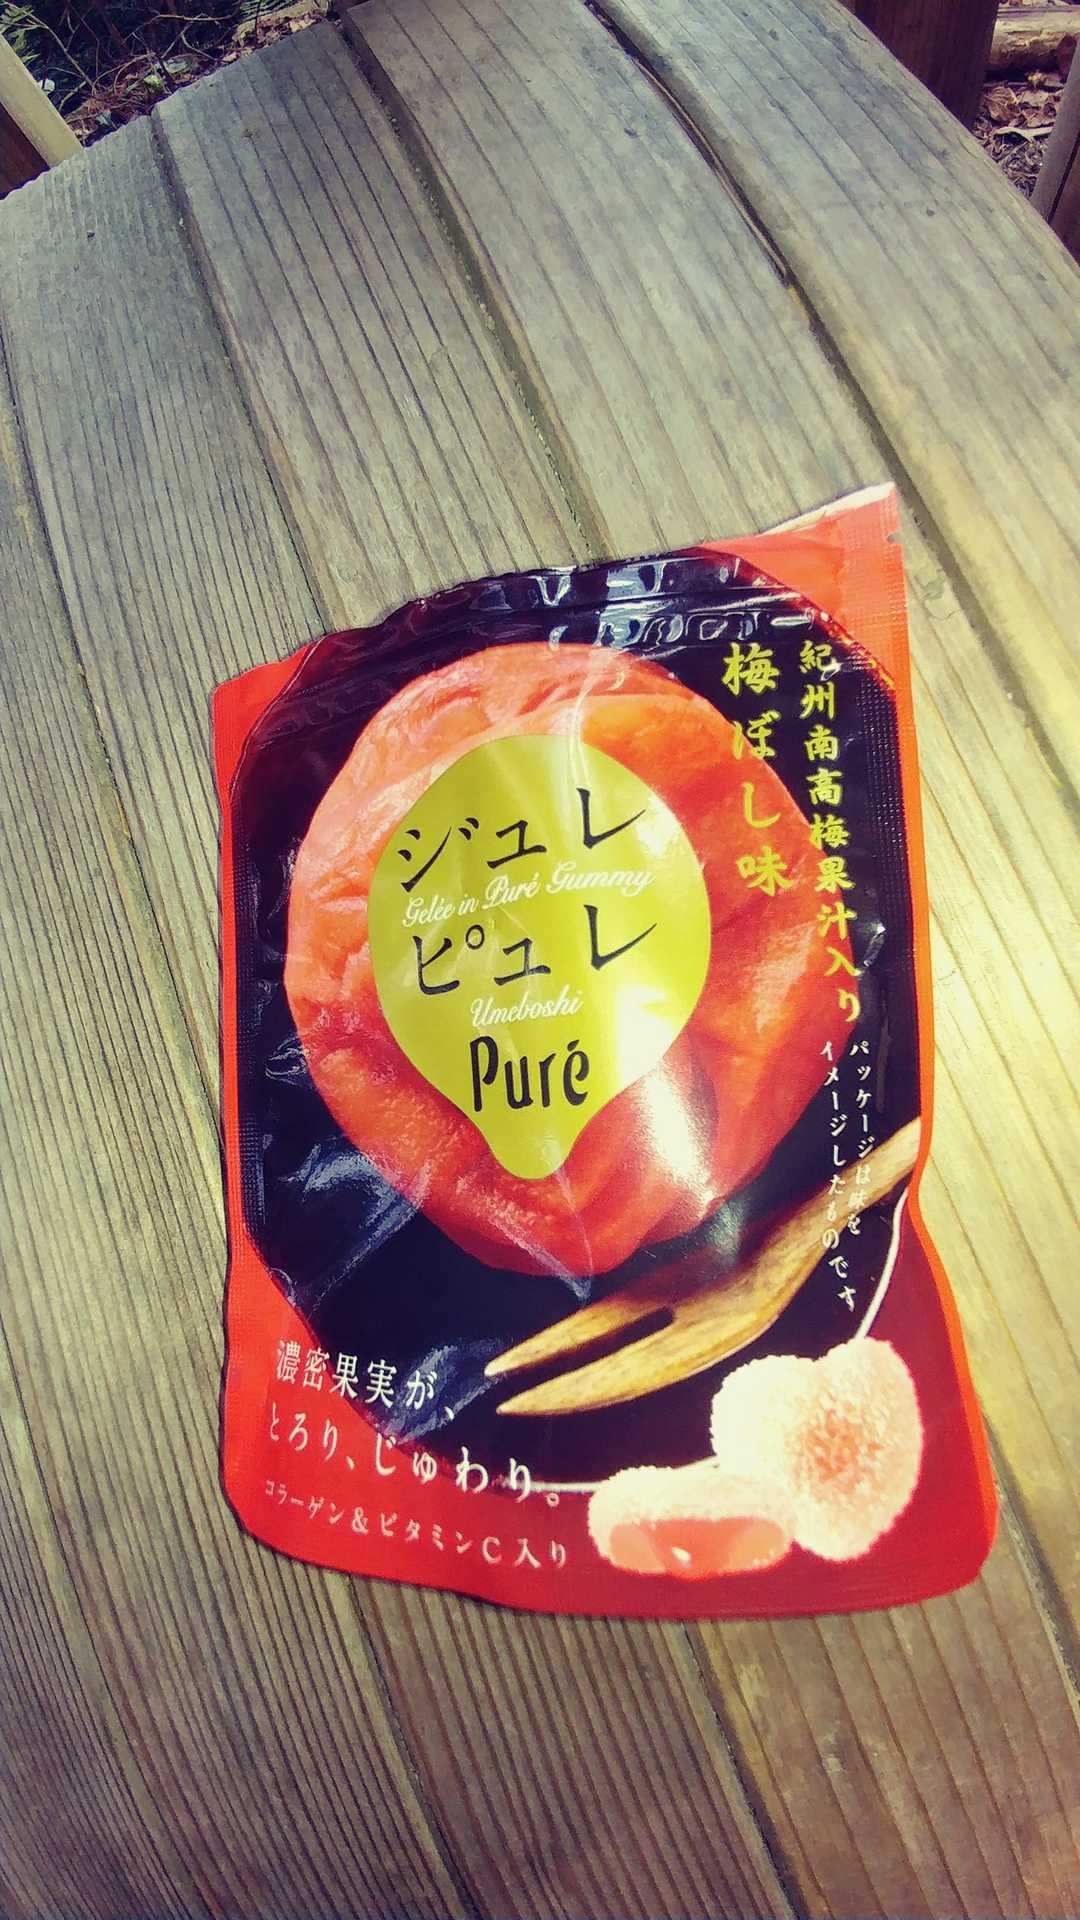 紀州南高梅果汁入り
梅ぼし味
パッケージは味を
イメージしたものです
ジュレ
Gelée in Puré Gummy
ピュレ
Umeboshi
Puré
濃密果実が、
とろり、じゅわり。
コラーゲン&ビタミンC入り